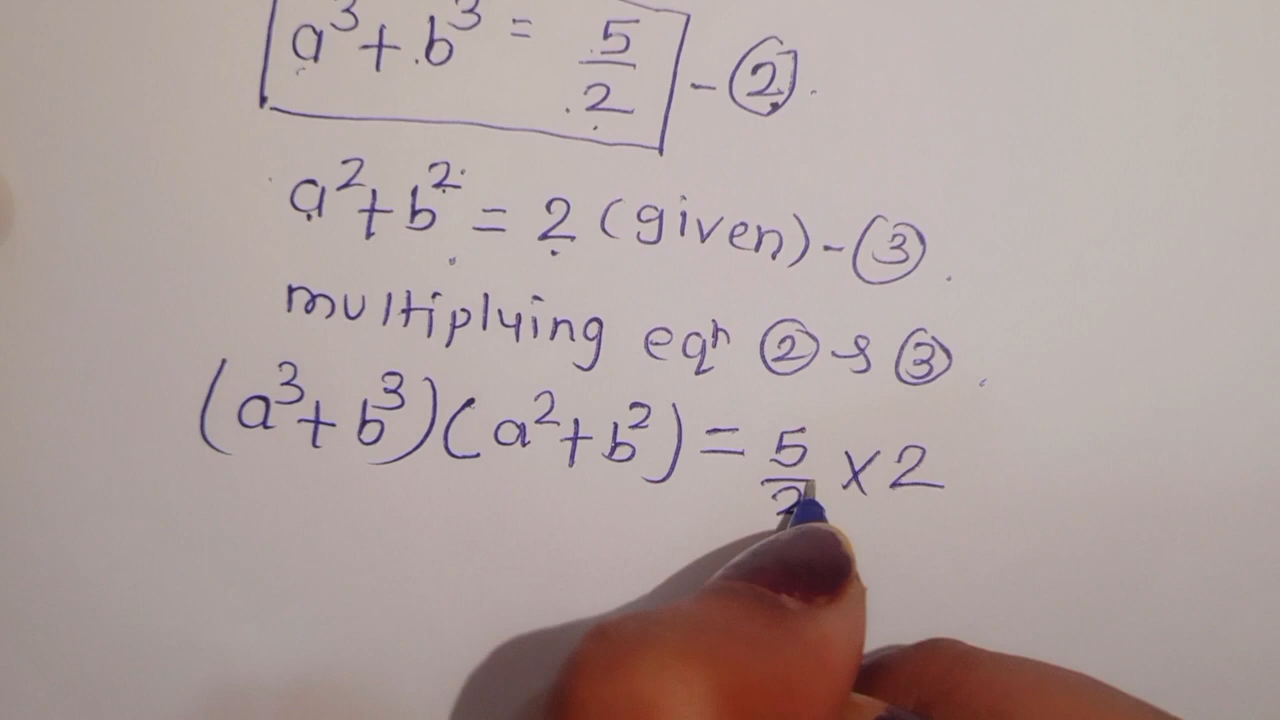 a³ + b³ = 5/2 - ②
a² + b² = 2 (given) - ③
multiplying eqⁿ ② & ③
(a³ + b³)(a² + b²) = 5/2 × 2